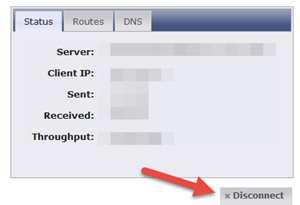 Status Routes DNS
Server:
Client IP:
Sent:
Received:
Throughput:
× Disconnect